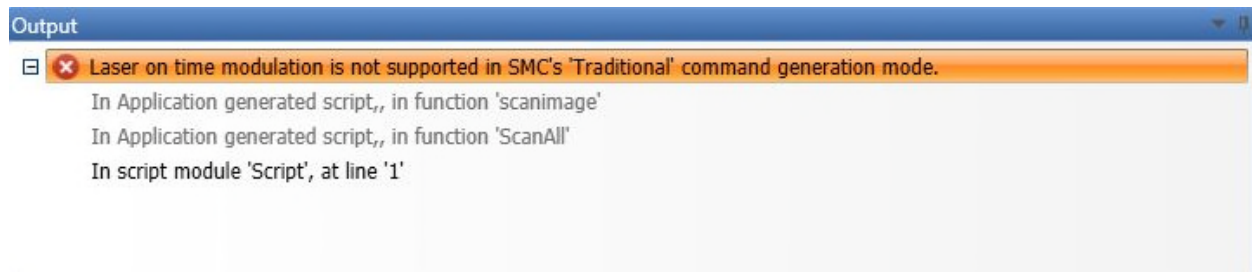 Output
Laser on time modulation is not supported in SMC's 'Traditional' command generation mode.
In Application generated script,, in function 'scanimage'
In Application generated script,, in function 'ScanAll'
In script module 'Script', at line '1'